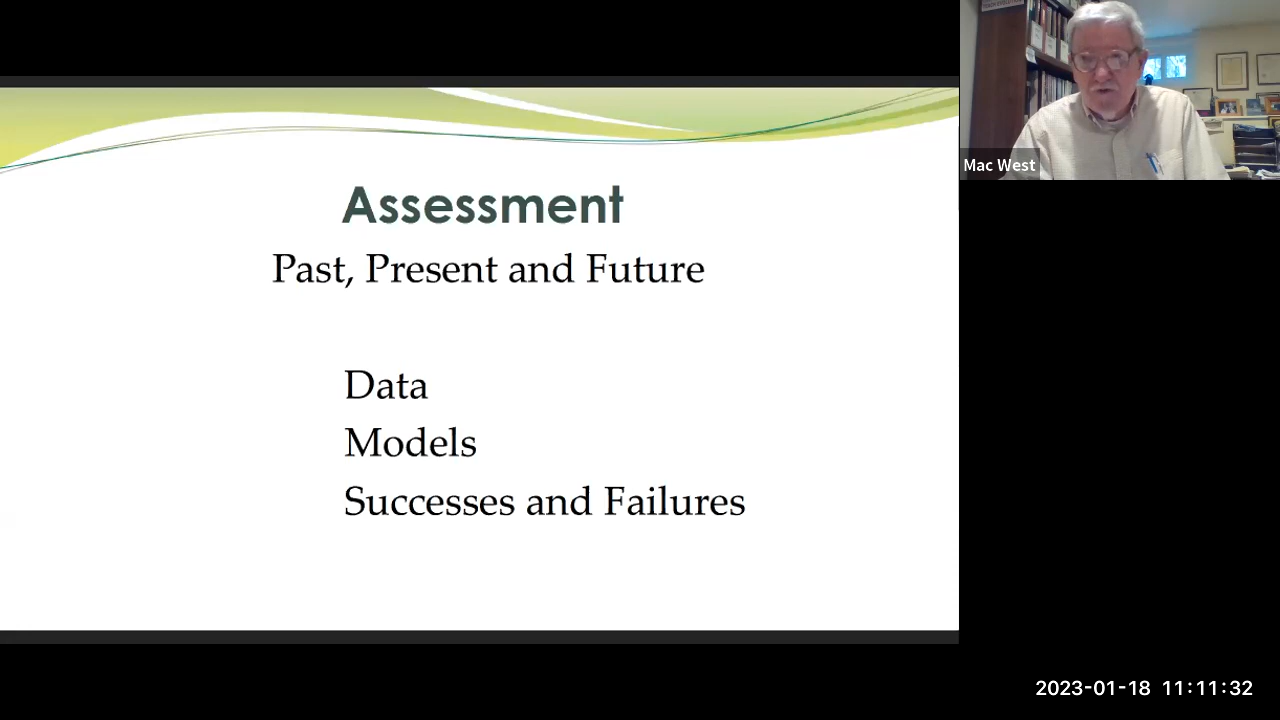 Assessment
Past, Present and Future
Data
Models
Successes and Failures
Mac West
2023-01-18 11:11:32